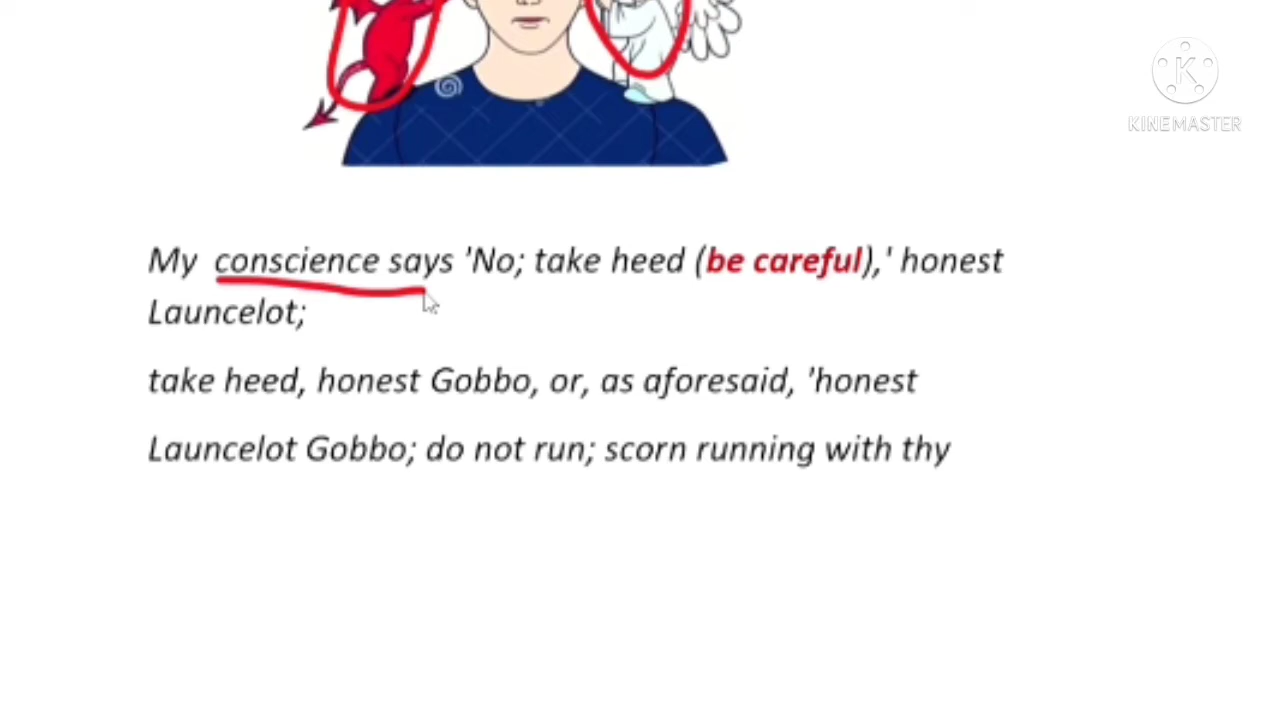 KINEMASTER
My conscience says 'No; take heed (be careful),' honest
Launcelot;
take heed, honest Gobbo, or, as aforesaid, 'honest
Launcelot Gobbo; do not run; scorn running with thy